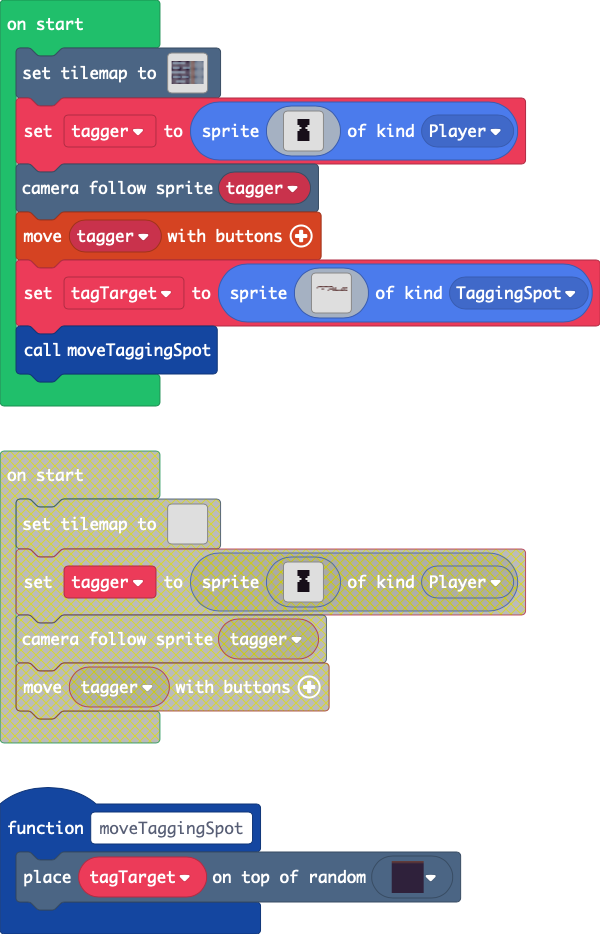 on start
set tilemap to
set tagger to sprite of kind Player
camera follow sprite tagger
move tagger with buttons
set tagTarget to sprite of kind TaggingSpot
call moveTaggingSpot
on start
set tilemap to
set tagger to sprite of kind Player
camera follow sprite tagger
move tagger with buttons
function moveTaggingSpot
place tagTarget on top of random